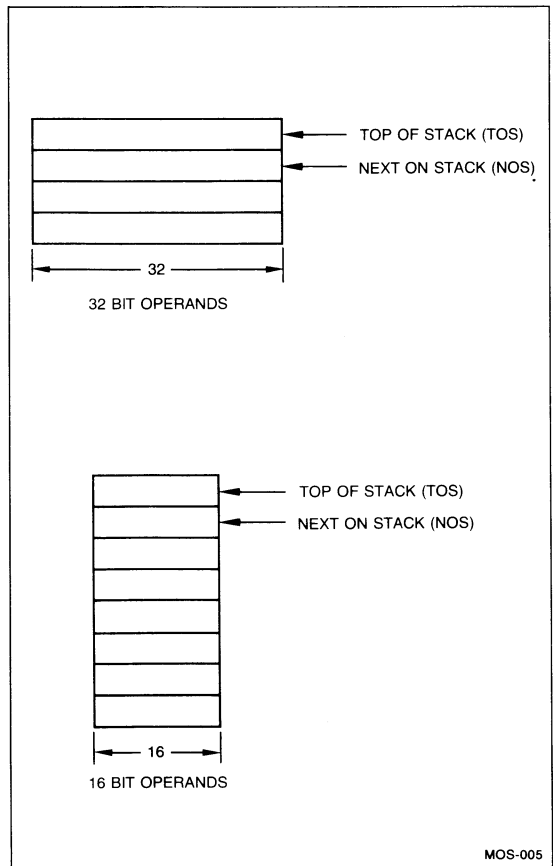 TOP OF STACK (TOS)
NEXT ON STACK (NOS)
32
32 BIT OPERANDS
TOP OF STACK (TOS)
NEXT ON STACK (NOS)
16
16 BIT OPERANDS
MOS-005